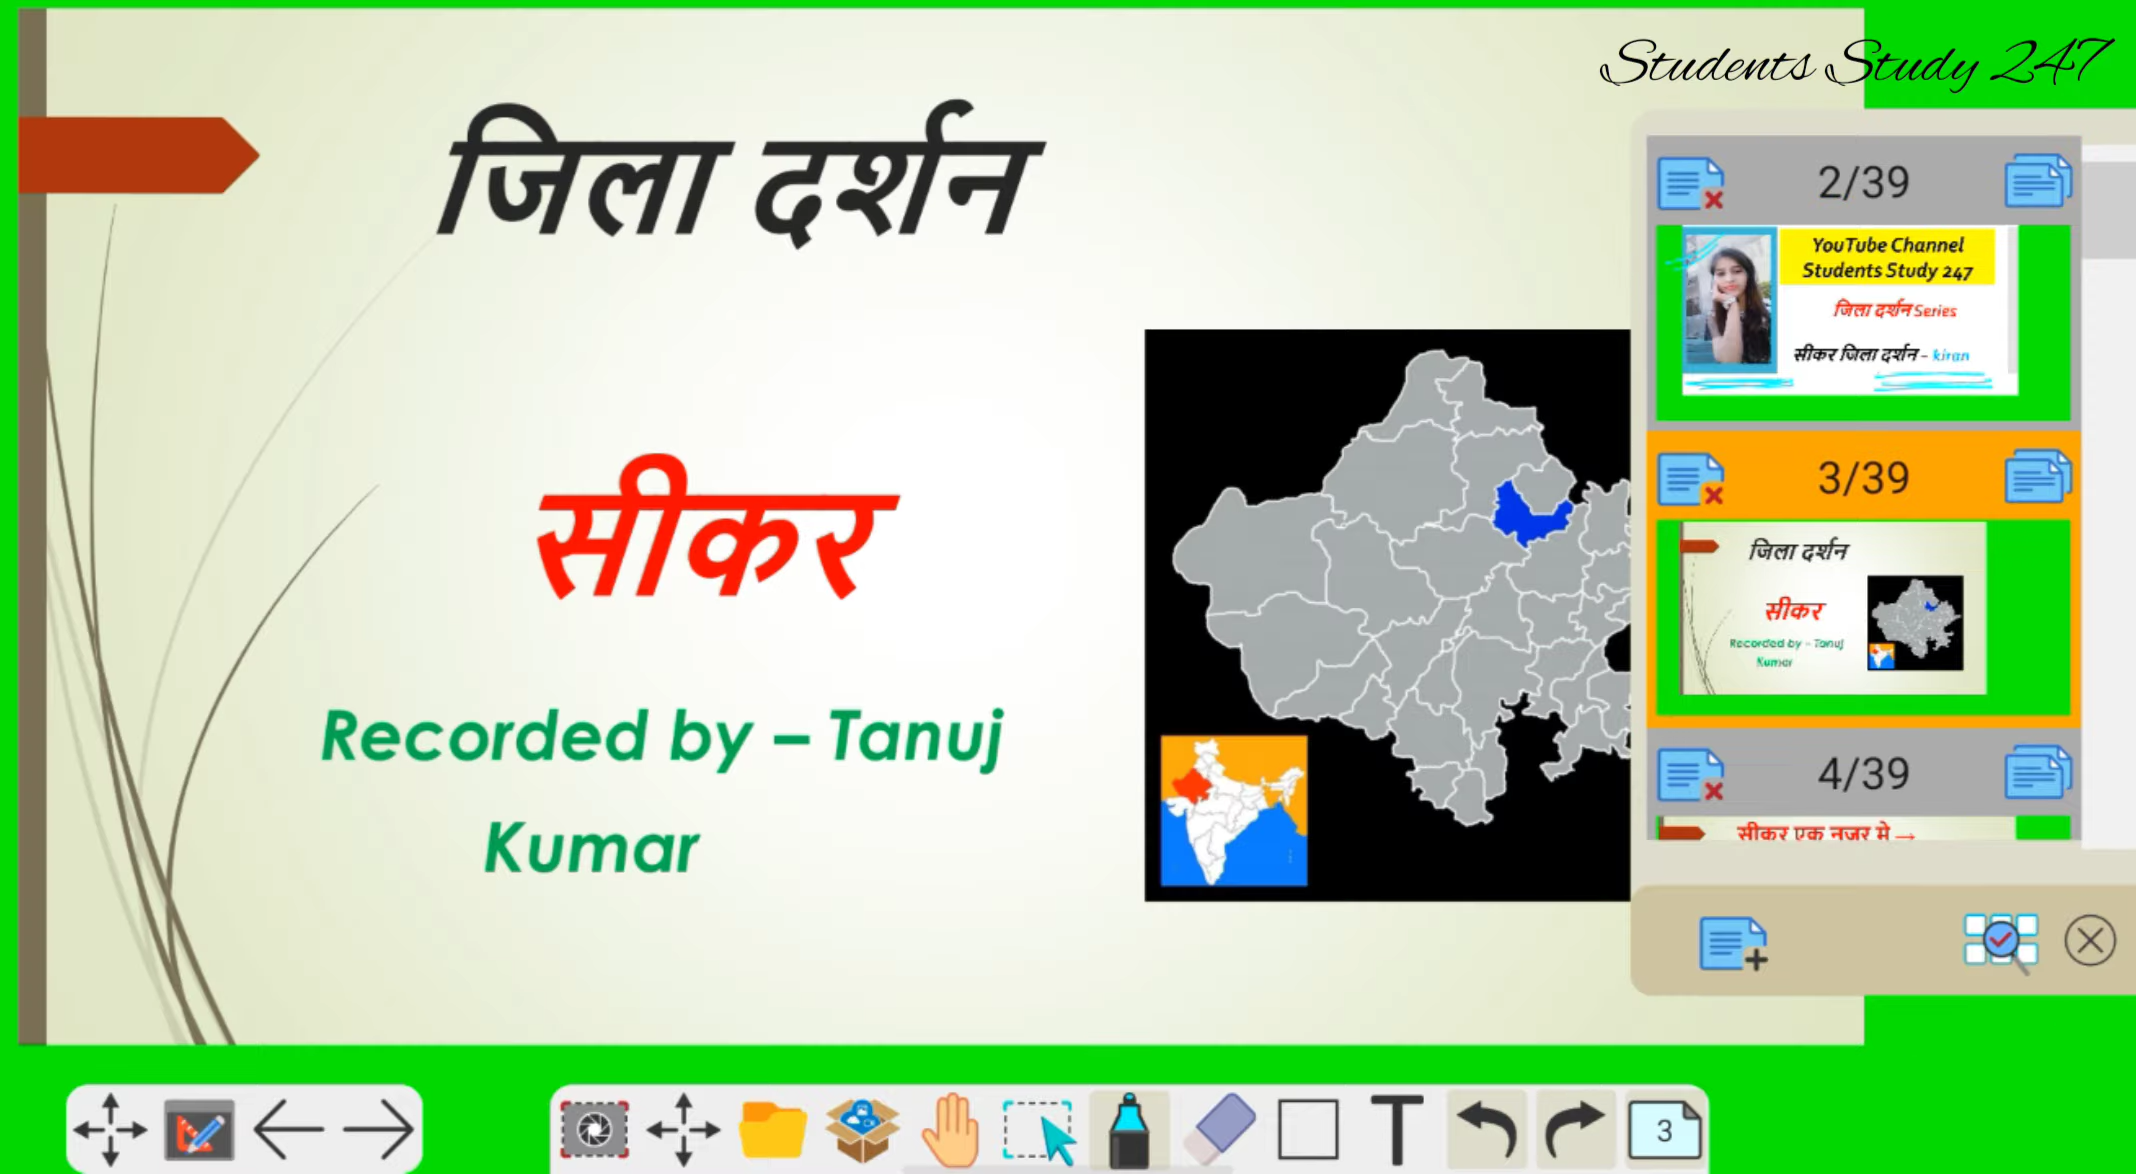 Students Study 247
जिला दर्शन
सीकर
Recorded by – Tanuj
Kumar
2/39
YouTube Channel
Students Study 247
जिला दर्शन Series
सीकर जिला दर्शन – kiran
3/39
जिला दर्शन
सीकर
Recorded by – Tanuj
Kumar
4/39
सीकर एक नजर मे →
T
3